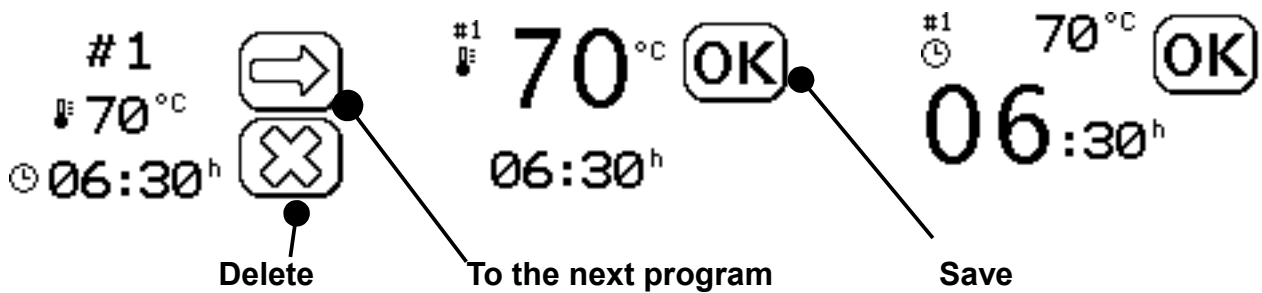 #1
70°C
06:30h
#1
70°C
OK
06:30h
#1
70°C
OK
06:30h
Delete
To the next program
Save